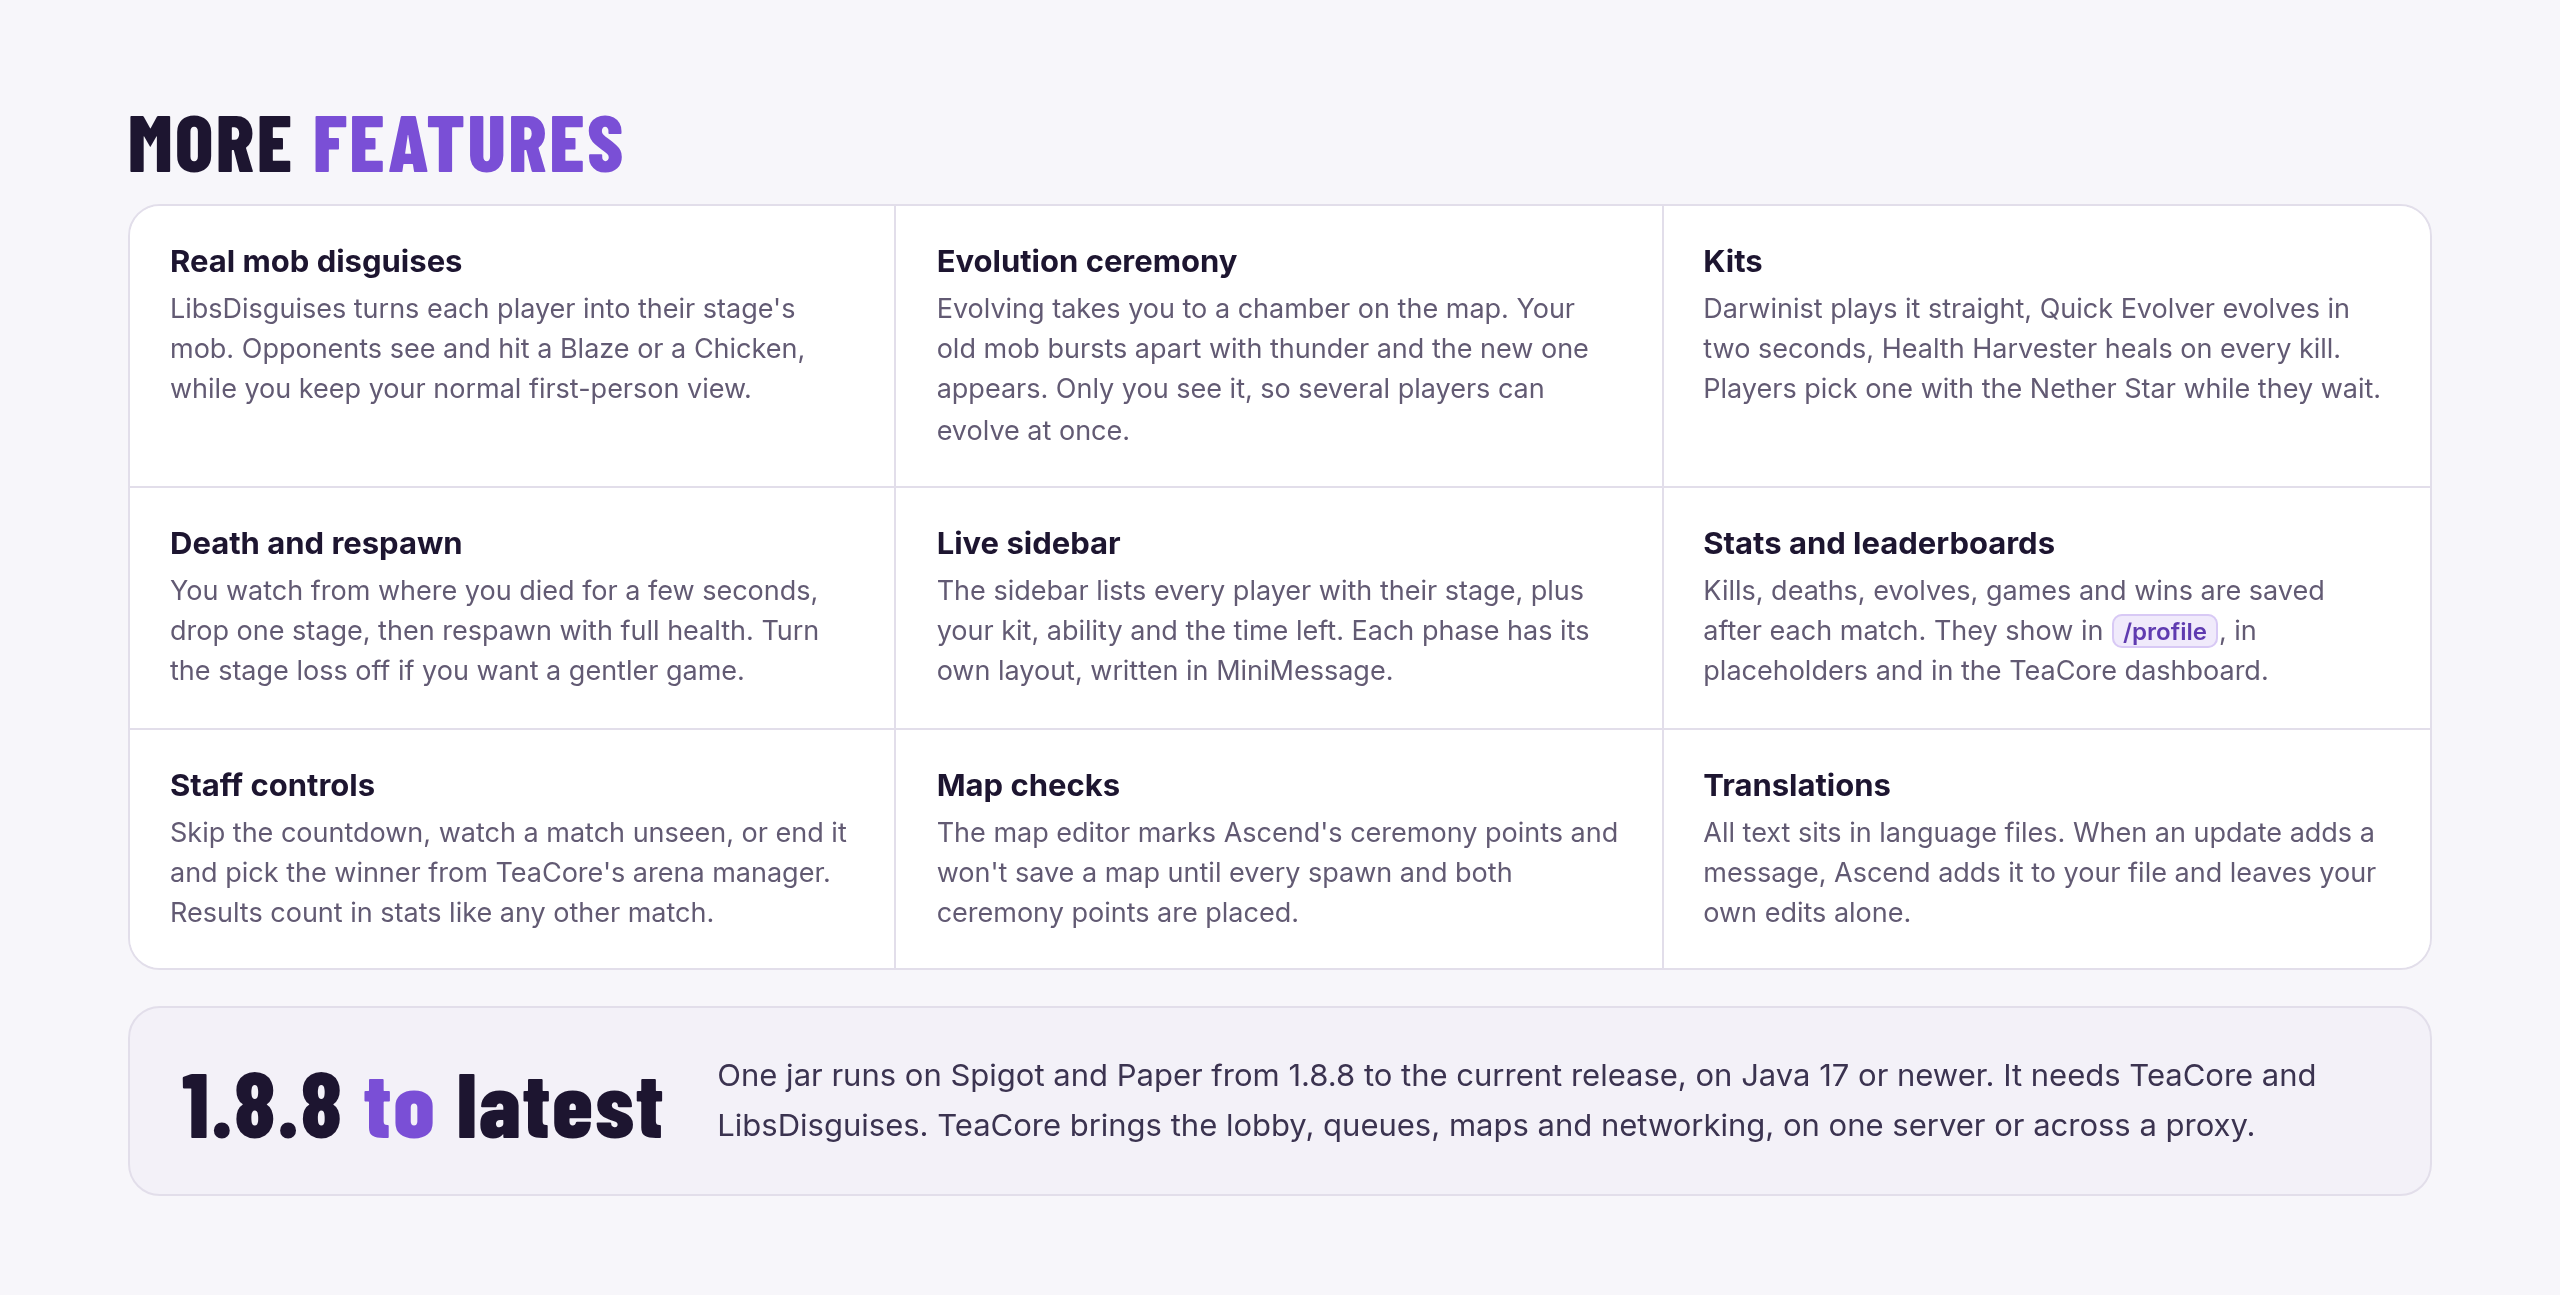 MORE FEATURES
Real mob disguises
LibsDisguises turns each player into their stage's
mob. Opponents see and hit a Blaze or a Chicken,
while you keep your normal first-person view.
Evolution ceremony
Evolving takes you to a chamber on the map. Your
old mob bursts apart with thunder and the new one
appears. Only you see it, so several players can
evolve at once.
Kits
Darwinist plays it straight, Quick Evolver evolves in
two seconds, Health Harvester heals on every kill.
Players pick one with the Nether Star while they wait.
Death and respawn
You watch from where you died for a few seconds,
drop one stage, then respawn with full health. Turn
the stage loss off if you want a gentler game.
Live sidebar
The sidebar lists every player with their stage, plus
your kit, ability and the time left. Each phase has its
own layout, written in MiniMessage.
Stats and leaderboards
Kills, deaths, evolves, games and wins are saved
after each match. They show in /profile, in
placeholders and in the TeaCore dashboard.
Staff controls
Skip the countdown, watch a match unseen, or end it
and pick the winner from TeaCore's arena manager.
Results count in stats like any other match.
Map checks
The map editor marks Ascend's ceremony points and
won't save a map until every spawn and both
ceremony points are placed.
Translations
All text sits in language files. When an update adds a
message, Ascend adds it to your file and leaves your
own edits alone.
1.8.8 to latest
One jar runs on Spigot and Paper from 1.8.8 to the current release, on Java 17 or newer. It needs TeaCore and
LibsDisguises. TeaCore brings the lobby, queues, maps and networking, on one server or across a proxy.